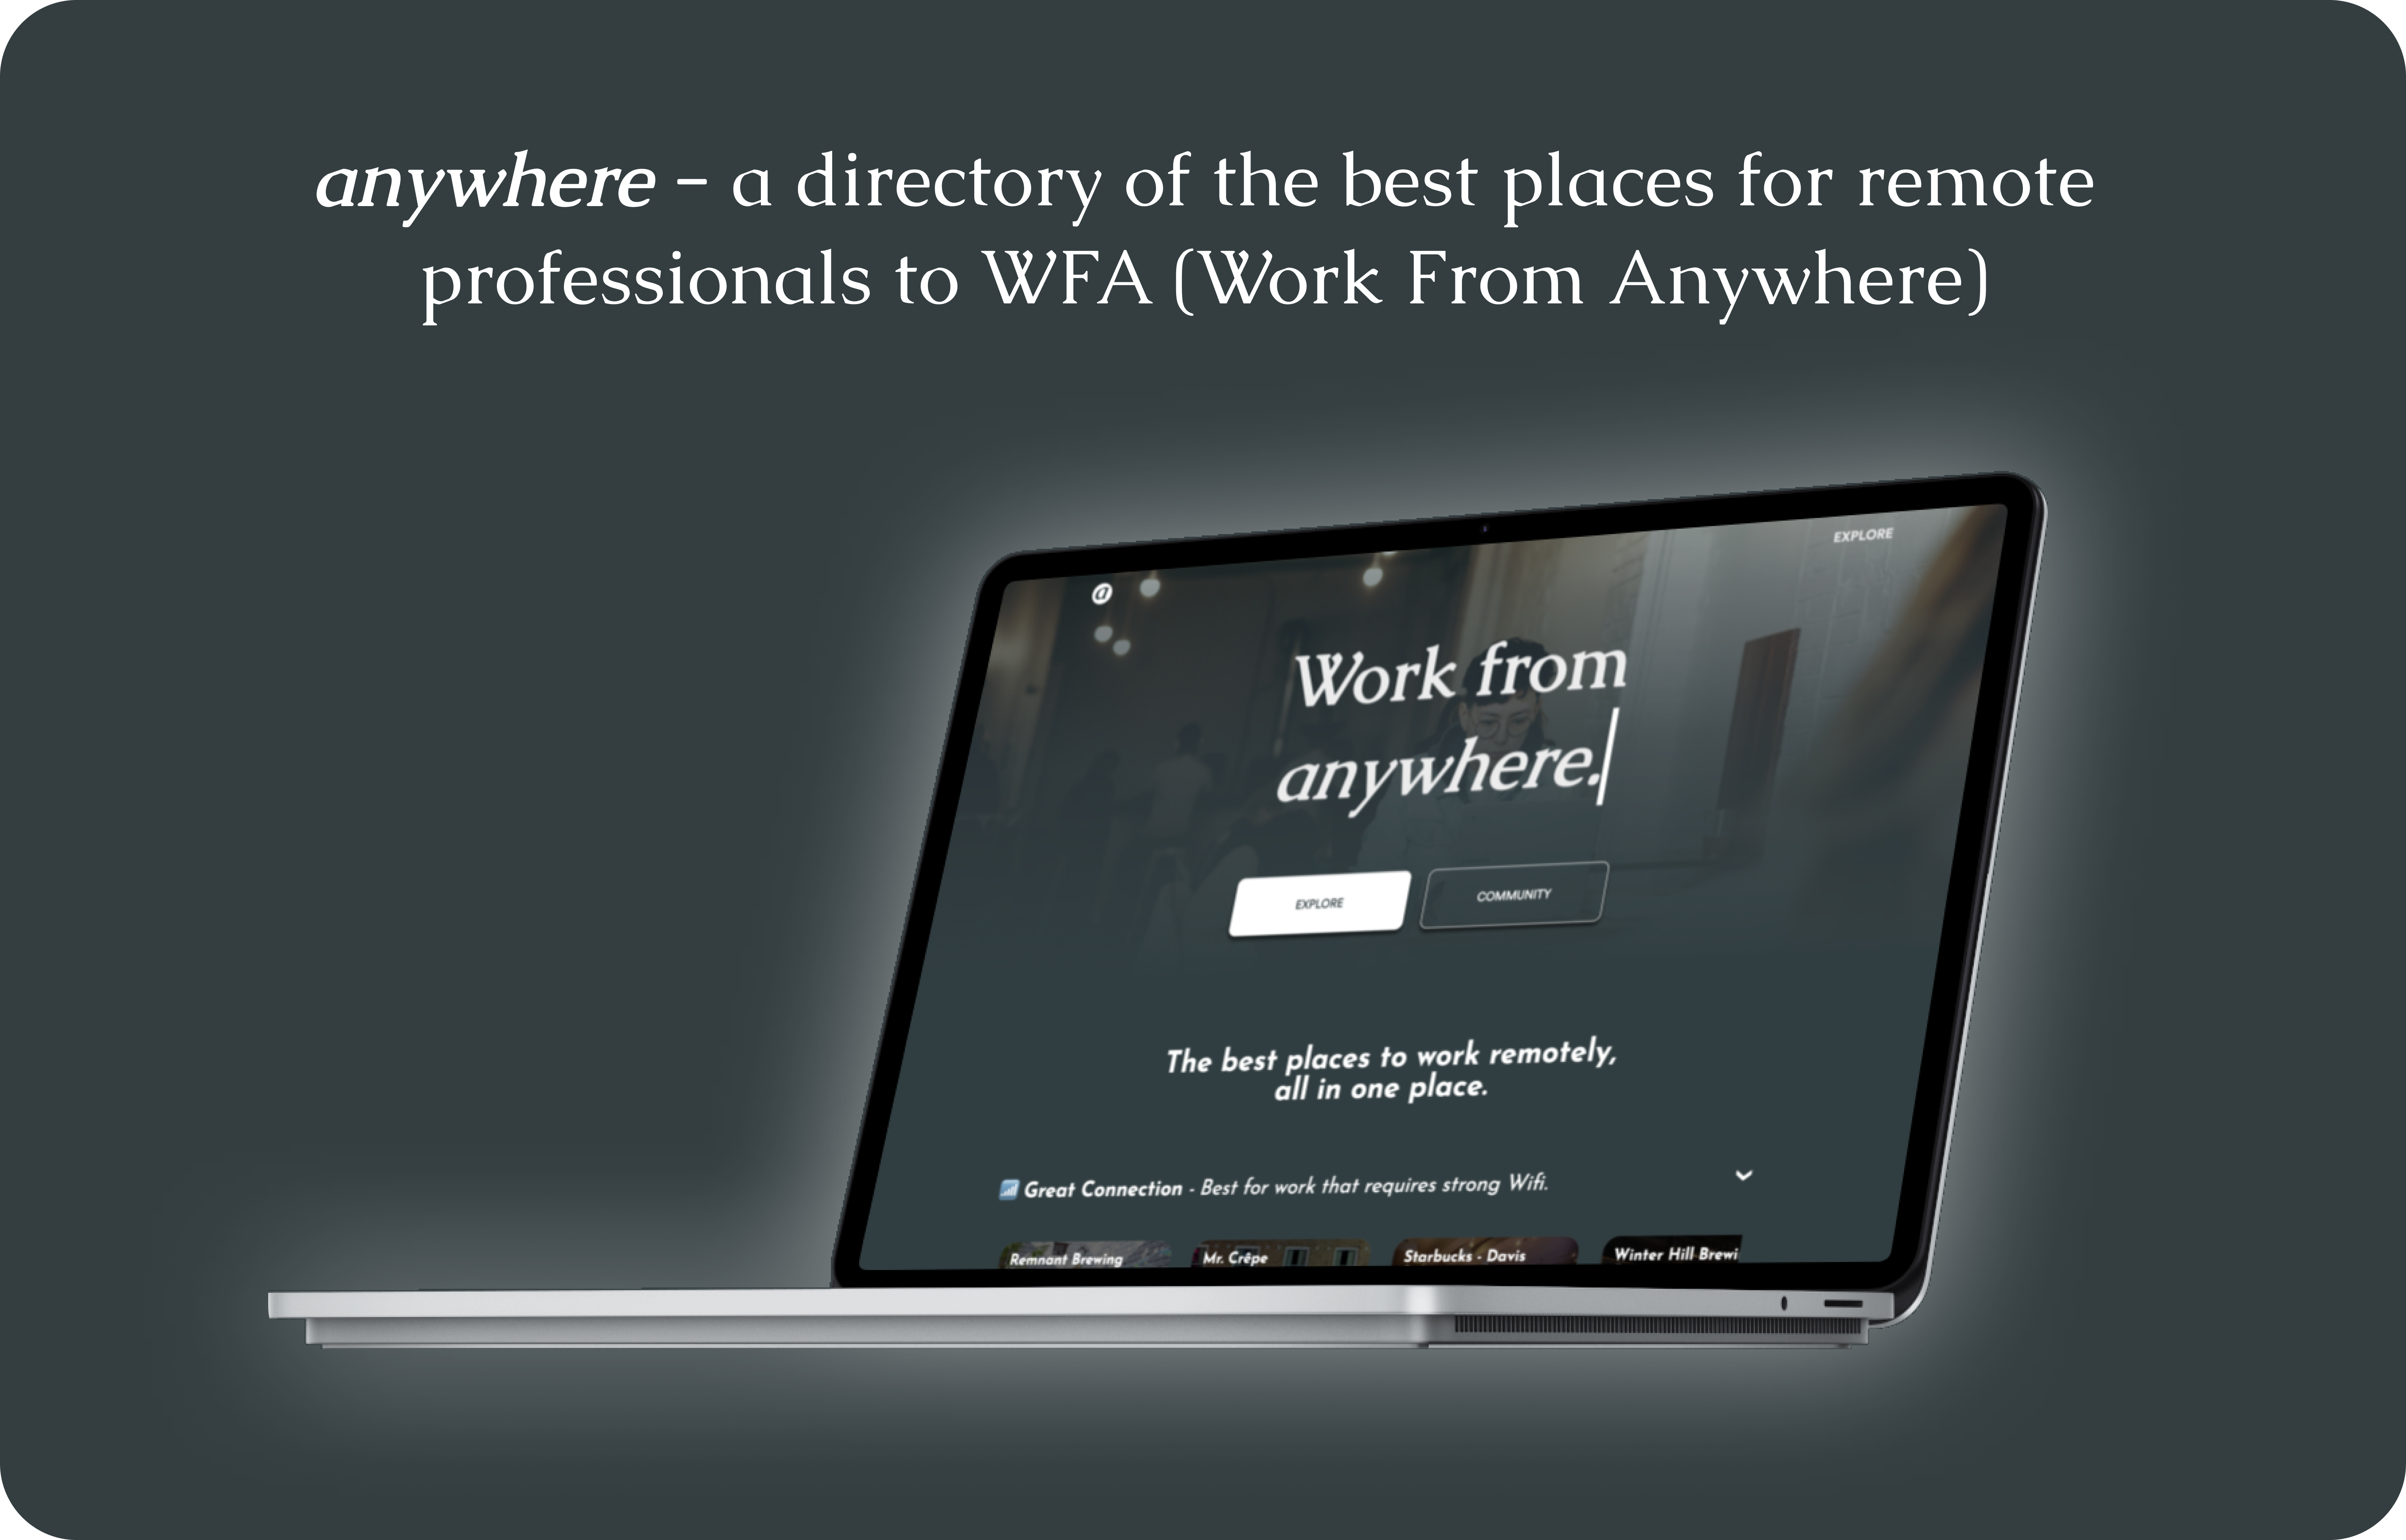 anywhere – a directory of the best places for remote
professionals to WFA (Work From Anywhere)
EXPLORE
@
Work from
anywhere.
EXPLORE
COMMUNITY
The best places to work remotely,
all in one place.
Great Connection - Best for work that requires strong Wifi.
Remnant Brewing
Mr. Crêpe
Starbucks - Davis
Winter Hill Brewi